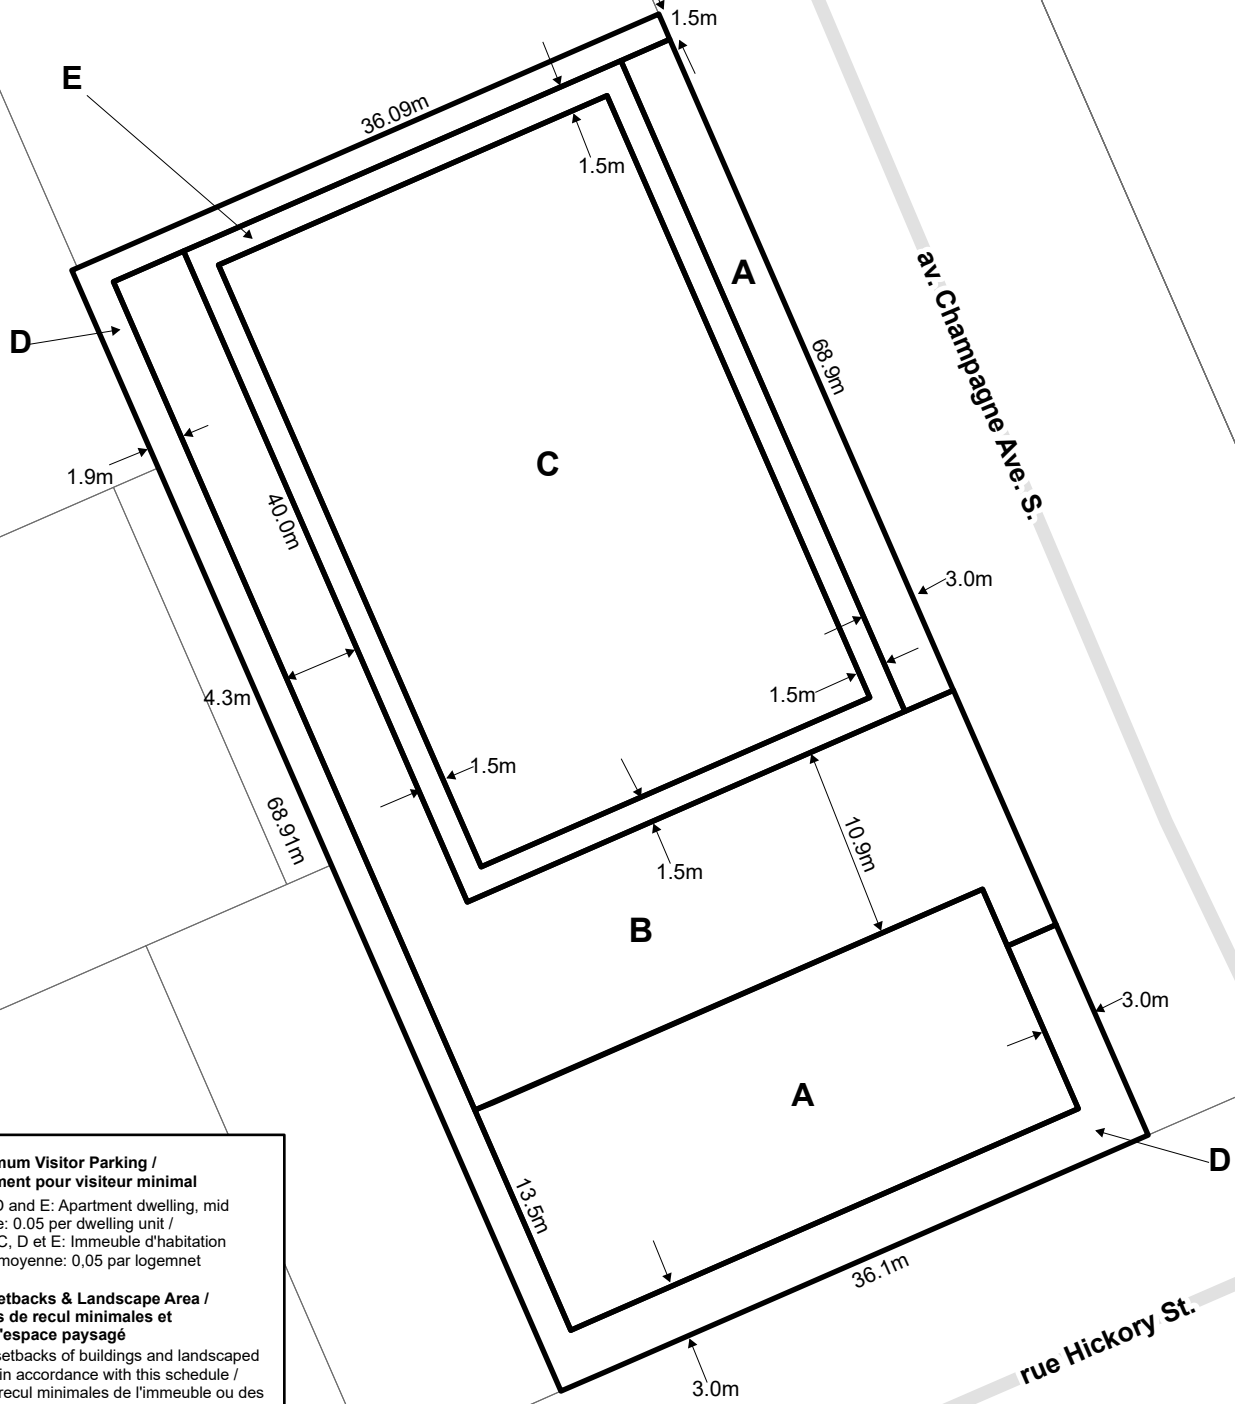 1.5m
E
36.09m
1.5m
A
av. Champagne Ave. S.
D
68.9m
C
1.9m
40.0m
3.0m
4.3m
1.5m
1.5m
68.91m
10.9m
1.5m
B
3.0m
A
D
13.5m
36.1m
rue Hickory St.
3.0m
Visitor Parking /
pour visiteur minimal
and E: Apartment dwelling, mid
0.05 per dwelling unit /
C, D et E: Immeuble d'habitation
moyenne: 0,05 par logemnet
& Landscape Area /
de recul minimales et
l'espace paysagé
setbacks of buildings and landscaped
in accordance with this schedule /
recul minimales de l'immeuble ou des